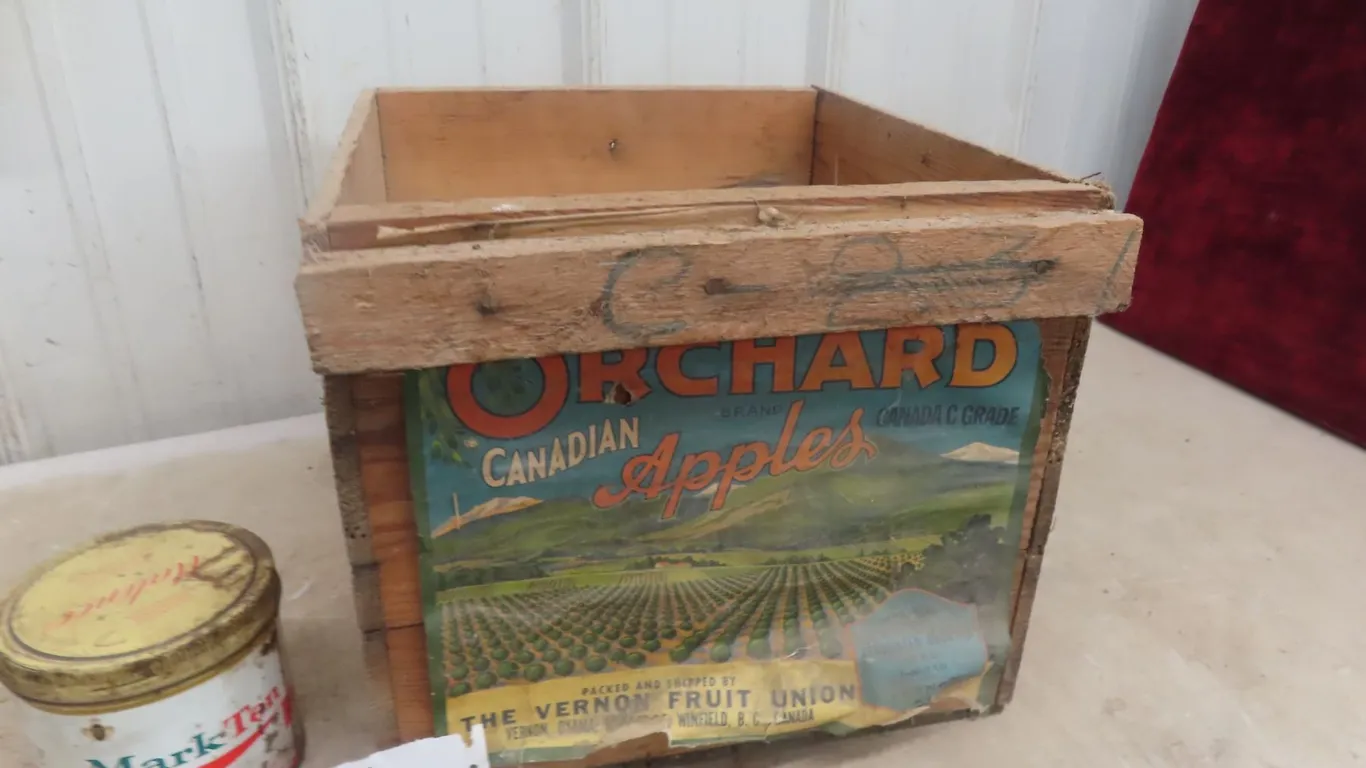 C - 2
ORCHARD
BRAND
CANADA C GRADE
CANADIAN
Apples
PACKED AND SHIPPED BY
THE VERNON FRUIT UNION
VERNON, WINFIELD, B. C., CANADA
Mark Ten